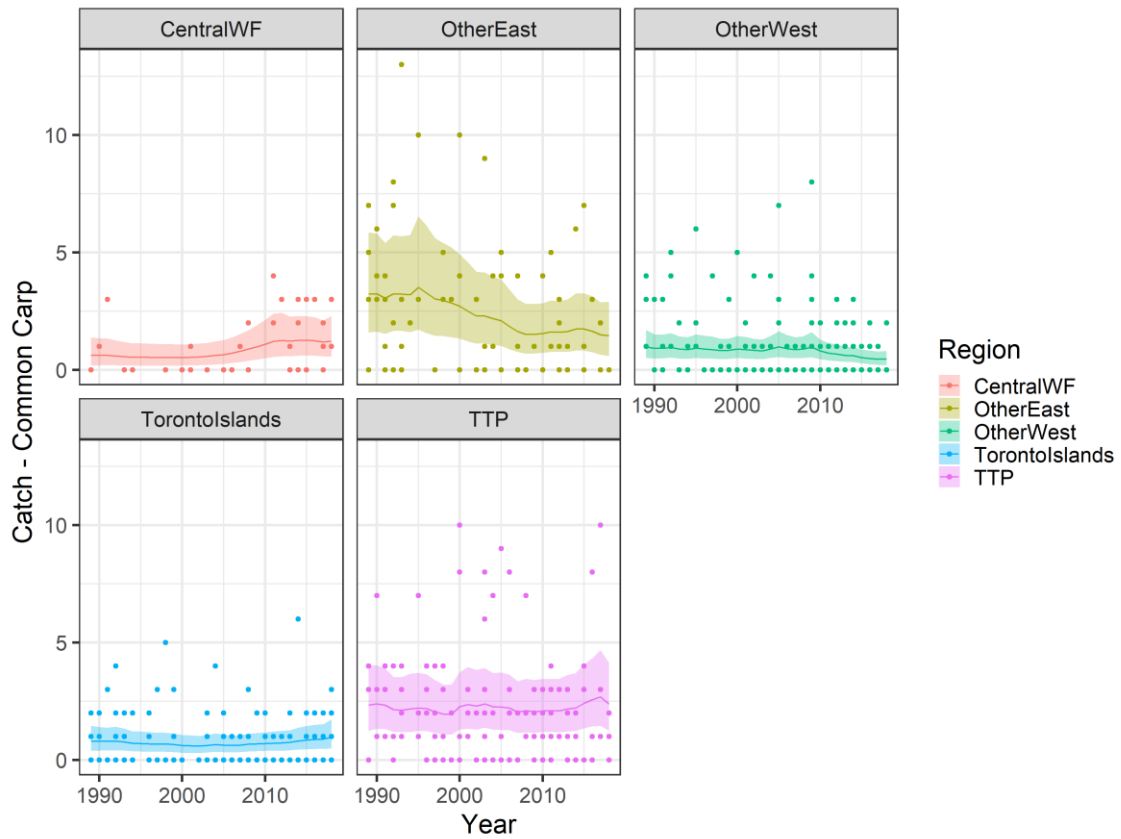 CentralWF
OtherEast
OtherWest
10
5
0
1990 2000 2010
TorontoIslands
TTP
10
5
0
1990 2000 2010
1990 2000 2010
Catch - Common Carp
Year
Region
CentralWF
OtherEast
OtherWest
TorontoIslands
TTP